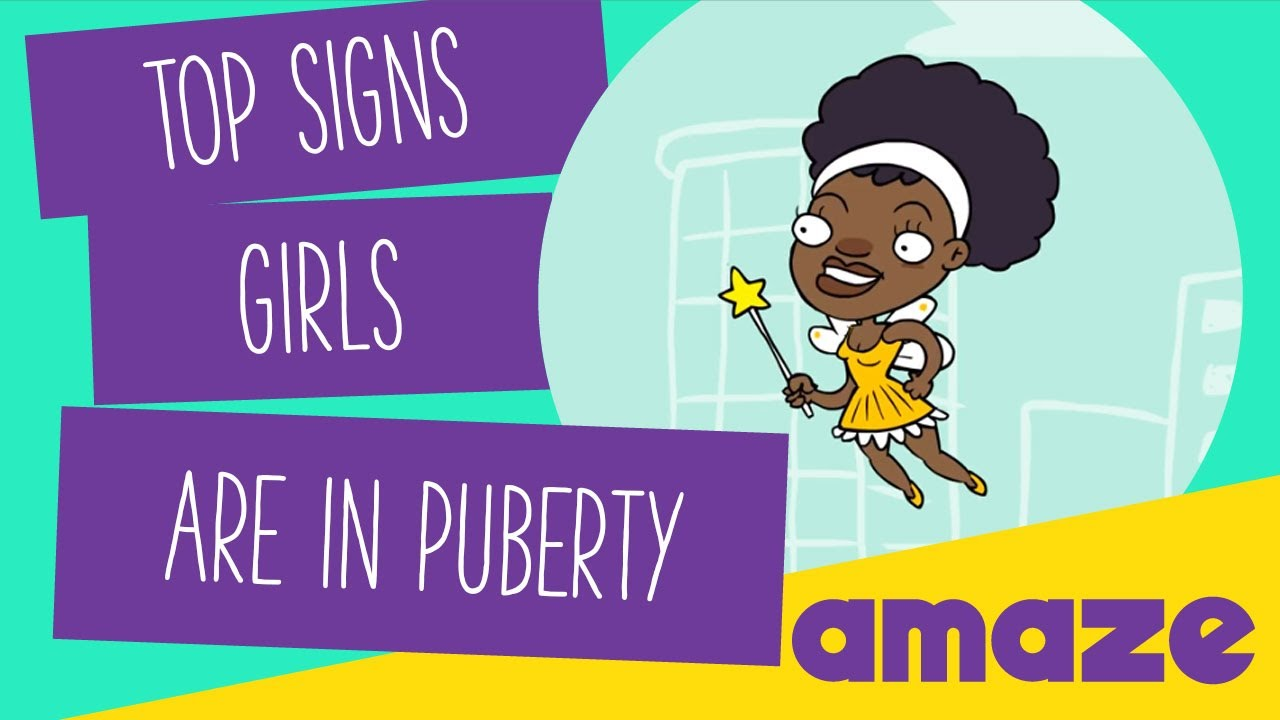 TOP SIGNS
GIRLS
ARE IN PUBERTY
amaze